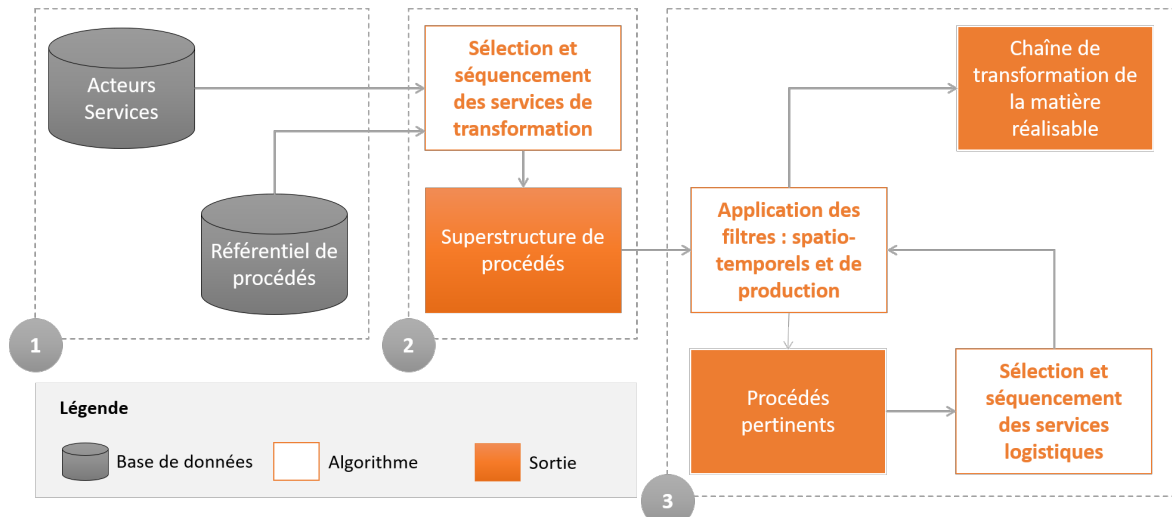 Acteurs
Services
Référentiel de
procédés
1
Sélection et
séquencement
des services de
transformation
Superstructure de
procédés
2
Chaîne de
transformation de
la matière
réalisable
Application des
filtres : spatio-
temporels et de
production
Procédés
pertinents
Sélection et
séquencement
des services
logistiques
3
Légende
Base de données
Algorithme
Sortie